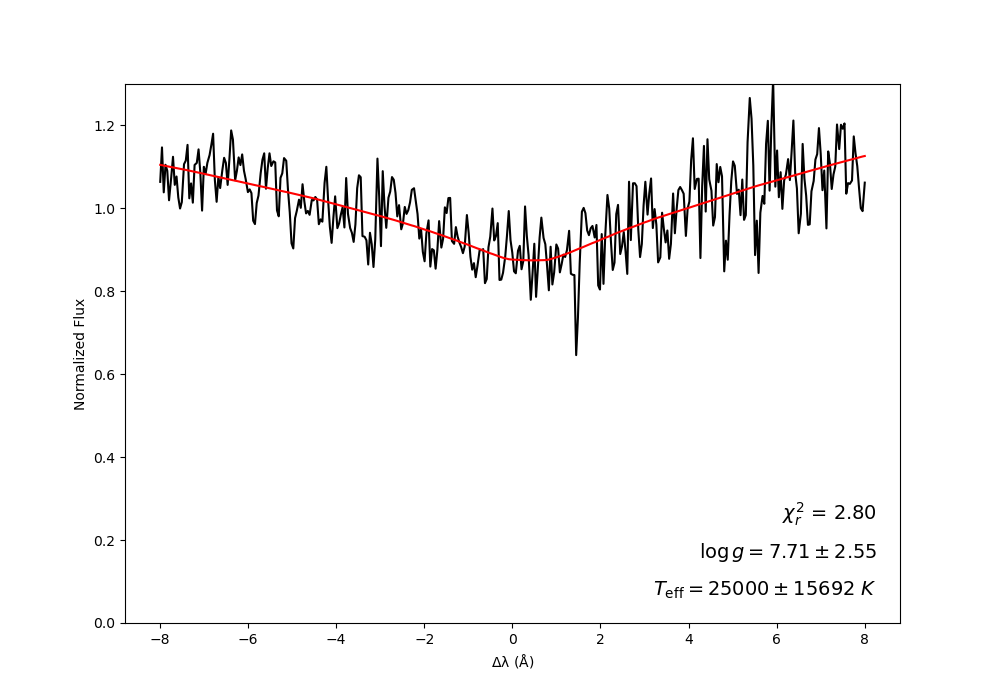 1.2
1.0
0.8
0.6
0.4
0.2
0.0
Normalized Flux
χ²ᵣ = 2.80
log g = 7.71 ± 2.55
T_eff = 25000 ± 15692 K
−8 −6 −4 −2 0 2 4 6 8
Δλ (Å)